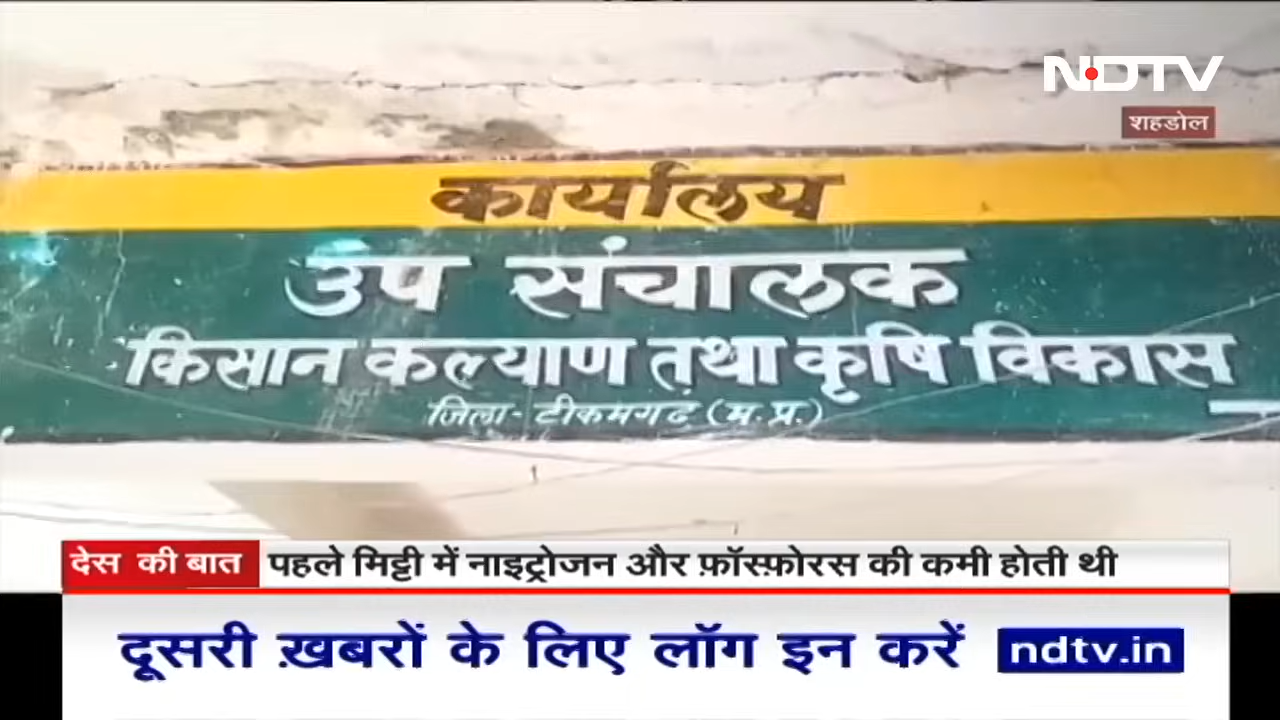 NDTV
शहडोल
कार्यालय
उप संचालक
किसान कल्याण तथा कृषि विकास
जिला- टीकमगढ (म.प्र.)
देस की बात पहले मिट्टी में नाइट्रोजन और फ़ॉस्फ़ोरस की कमी होती थी
दूसरी ख़बरों के लिए लॉग इन करें ndtv.in